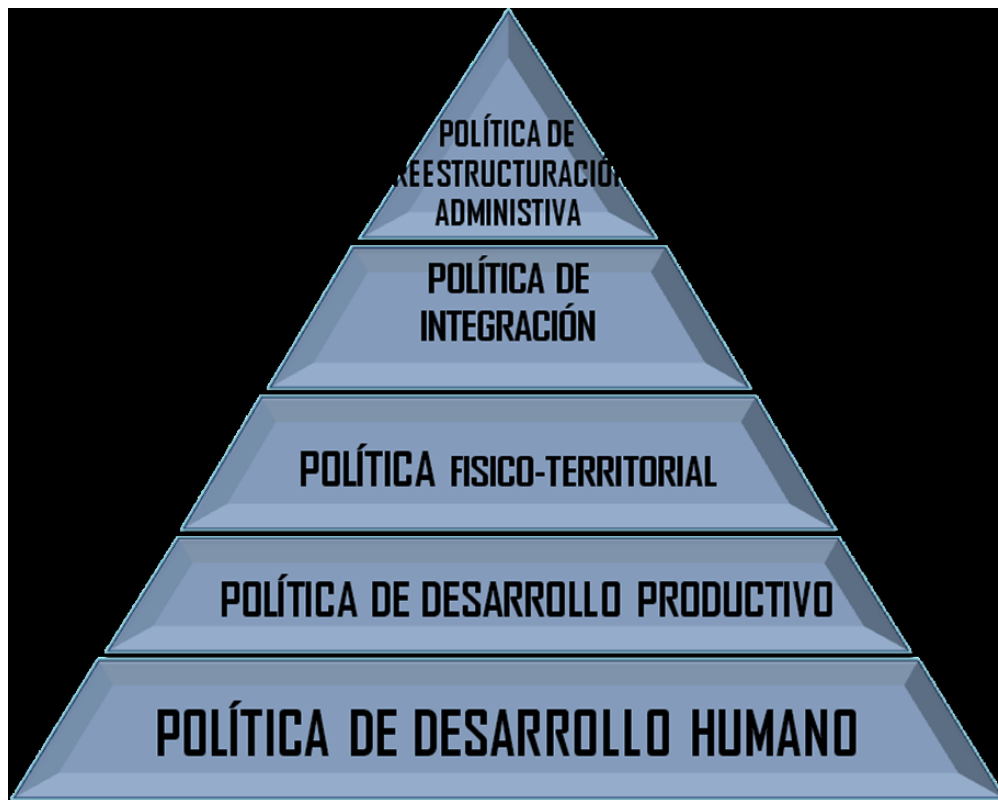 POLÍTICA DE
REESTRUCTURACIÓN
ADMINISTIVA
POLÍTICA DE
INTEGRACIÓN
POLÍTICA FISICO-TERRITORIAL
POLÍTICA DE DESARROLLO PRODUCTIVO
POLÍTICA DE DESARROLLO HUMANO